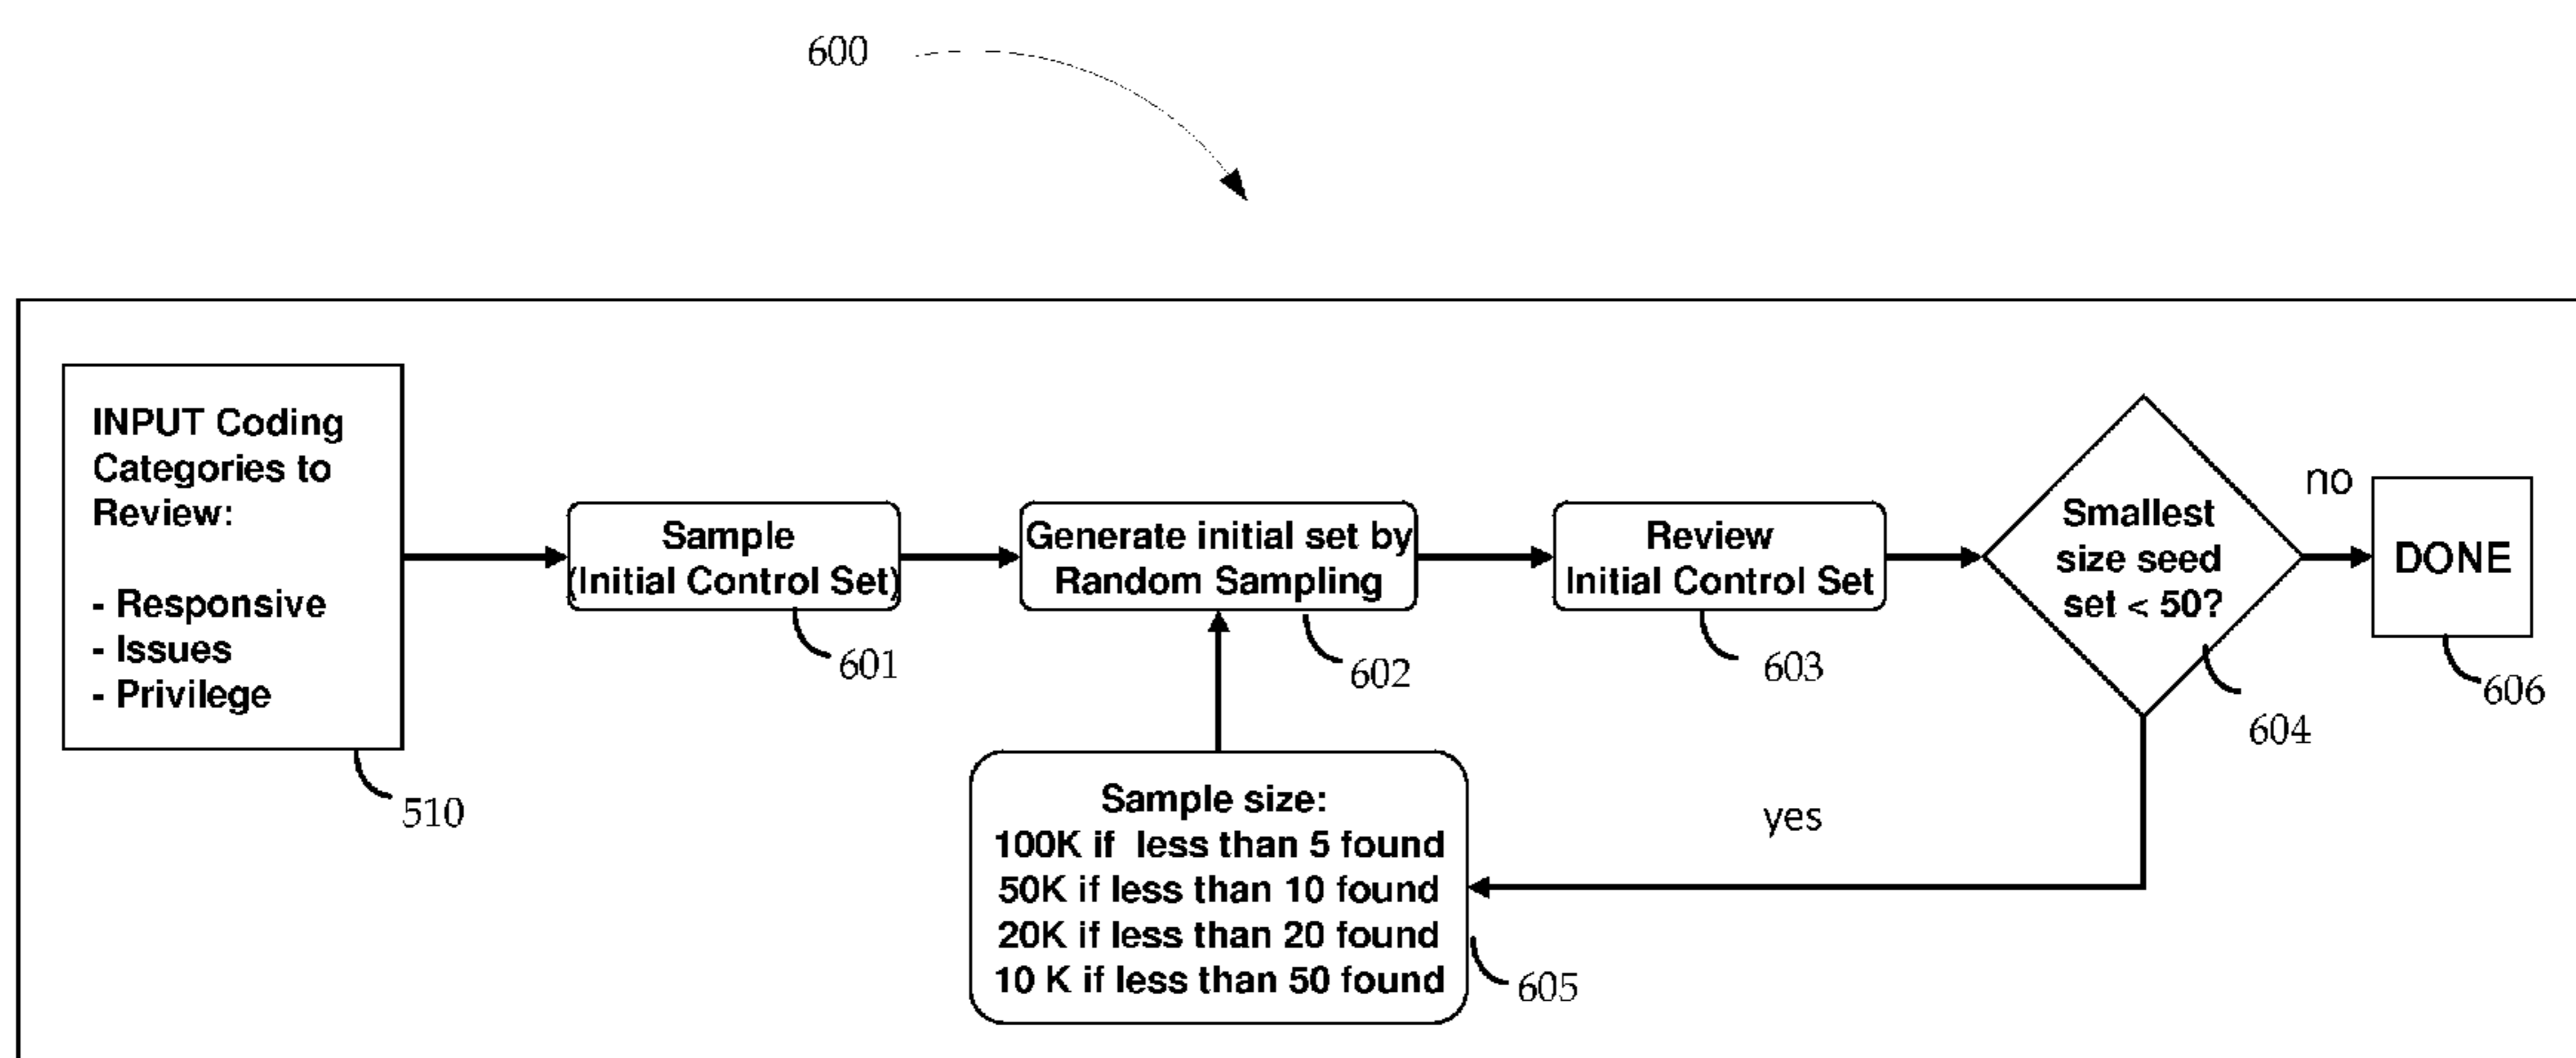 600
INPUT Coding
Categories to
Review:
- Responsive
- Issues
- Privilege
510
Sample
(Initial Control Set)
601
Generate initial set by
Random Sampling
602
Review
Initial Control Set
603
Smallest
size seed
set < 50?
604
no
DONE
606
yes
Sample size:
100K if less than 5 found
50K if less than 10 found
20K if less than 20 found
10 K if less than 50 found
605